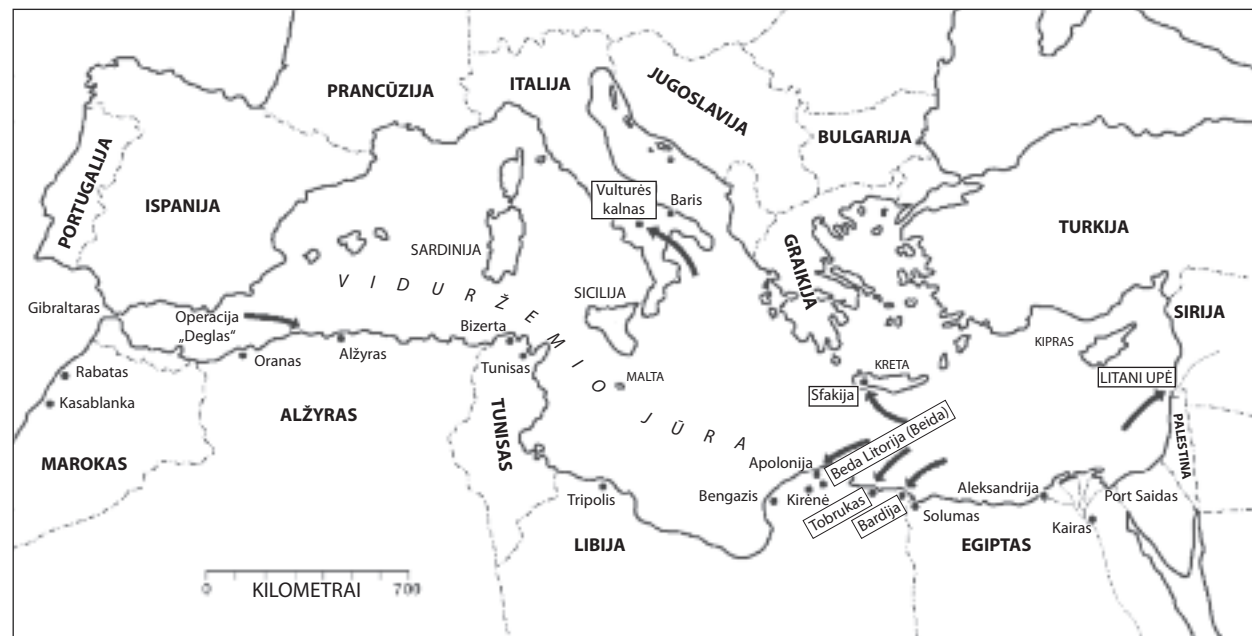 PRANCŪZIJA
ITALIJA
JUGOSLAVIJA
BULGARIJA
PORTUGALIJA
ISPANIJA
Vulturės
kalnas
Baris
SARDINIJA
GRAIKIJA
TURKIJA
VIDURŽEMIO JŪRA
SICILIJA
Gibraltaras
Operacija
„Deglas“
Bizerta
SIRIJA
KIPRAS
Oranas
Alžyras
Tunisas
MALTA
KRETA
LITANI UPĖ
Rabatas
Kasablanka
Sfakija
ALŽYRAS
TUNISAS
PALESTINA
MAROKAS
Apolonija
Beda Litorija (Beida)
Tripolis
Bengazis
Kirėnė
Tobrukas
Bardija
Solumas
Aleksandrija
Port Saidas
Kairas
LIBIJA
EGIPTAS
0 KILOMETRAI 700